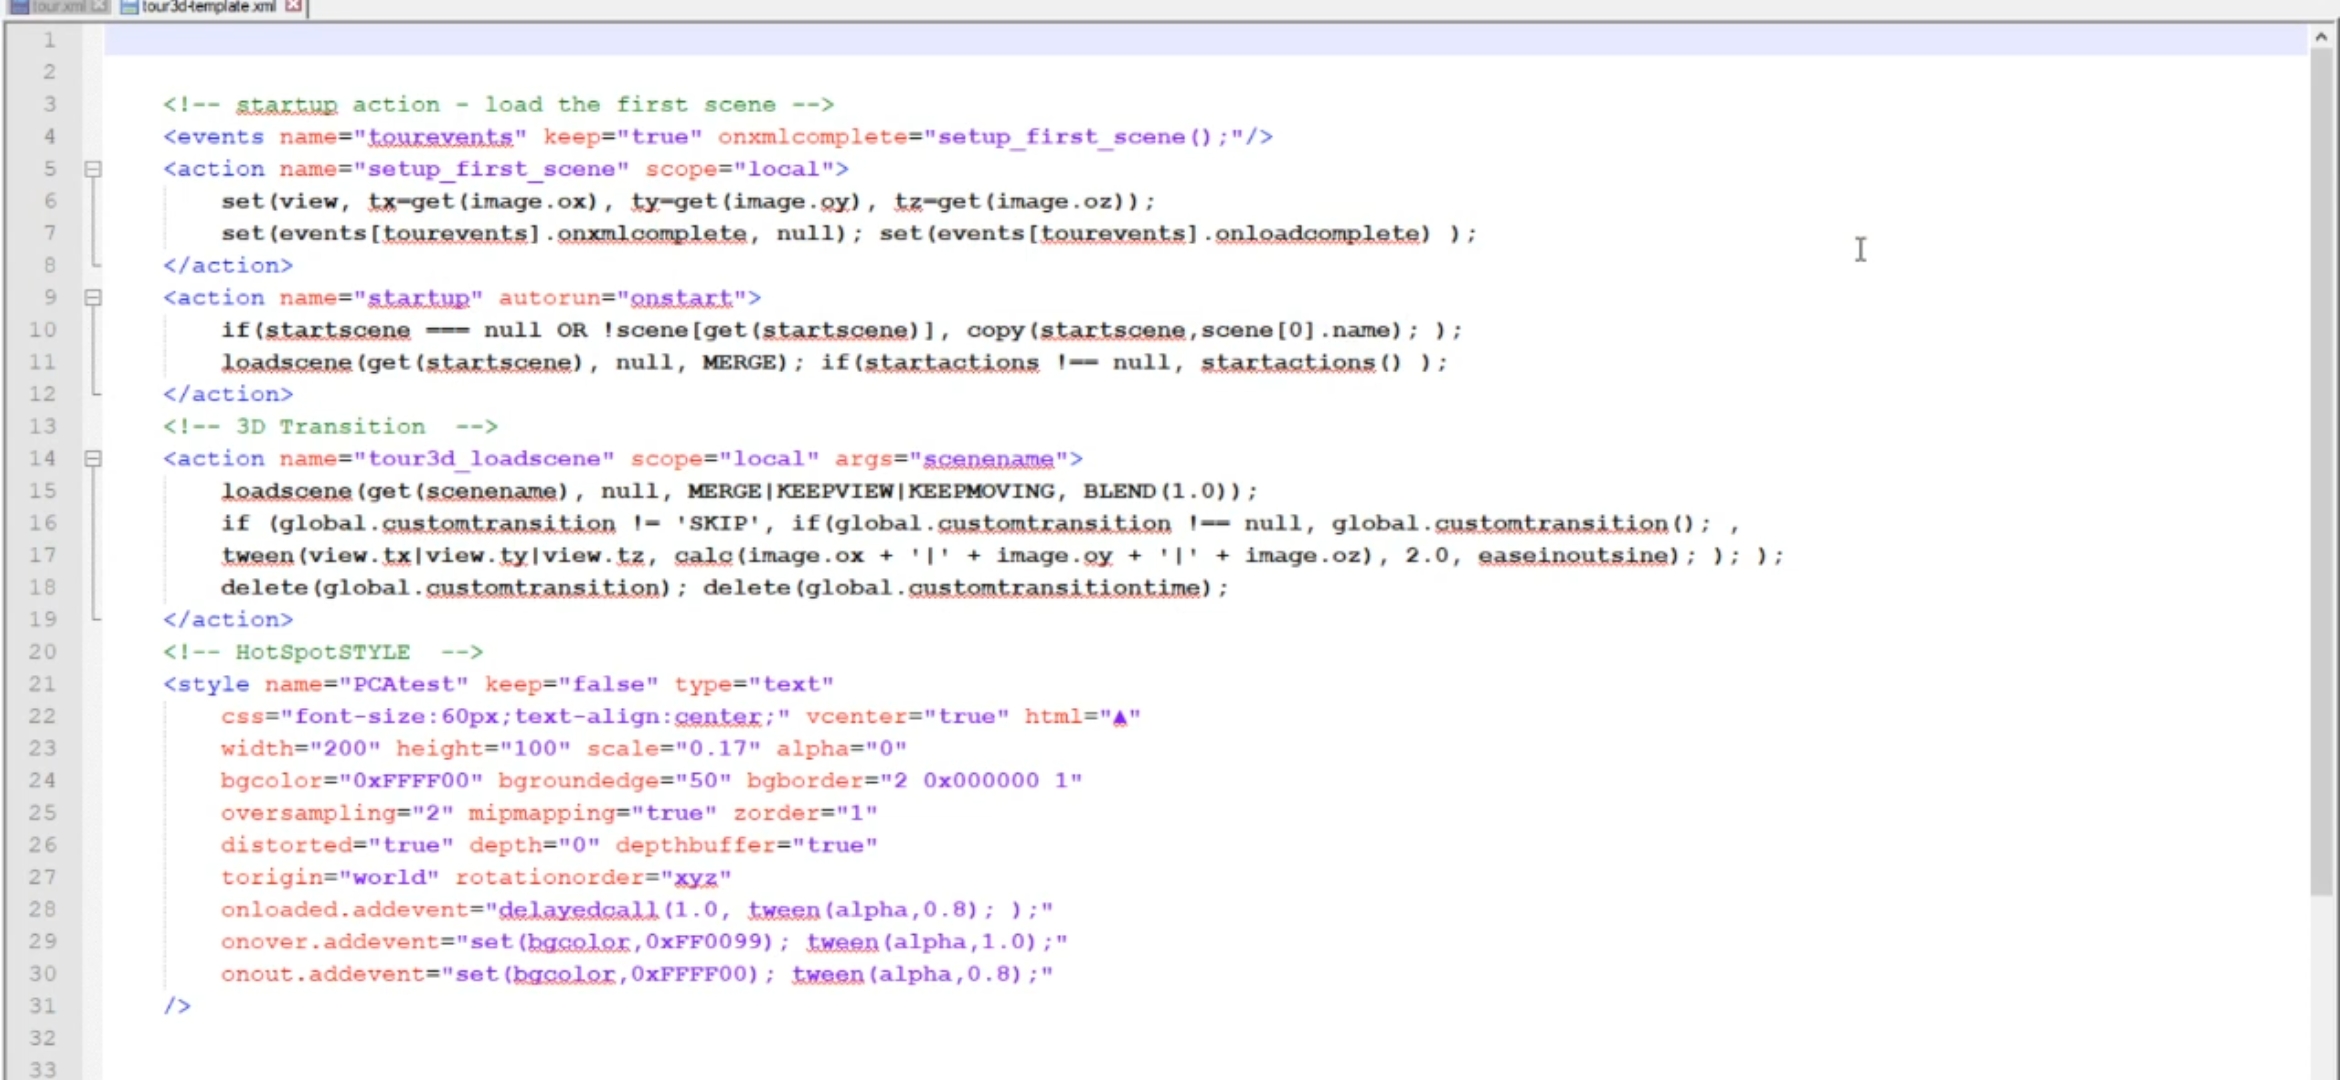 tour.xml tour3d-template.xml
1
2
3 <!-- startup action - load the first scene -->
4 <events name="tourevents" keep="true" onxmlcomplete="setup_first_scene();"/>
5 <action name="setup_first_scene" scope="local">
6 set(view, tx=get(image.ox), ty=get(image.oy), tz=get(image.oz));
7 set(events[tourevents].onxmlcomplete, null); set(events[tourevents].onloadcomplete) );
8 </action>
9 <action name="startup" autorun="onstart">
10 if(startscene === null OR !scene[get(startscene)], copy(startscene,scene[0].name); );
11 loadscene(get(startscene), null, MERGE); if(startactions !== null, startactions() );
12 </action>
13 <!-- 3D Transition  -->
14 <action name="tour3d_loadscene" scope="local" args="scenename">
15 loadscene(get(scenename), null, MERGE|KEEPVIEW|KEEPMOVING, BLEND(1.0));
16 if (global.customtransition != 'SKIP', if(global.customtransition !== null, global.customtransition(); ,
17 tween(view.tx|view.ty|view.tz, calc(image.ox + '|' + image.oy + '|' + image.oz), 2.0, easeinoutsine); ); );
18 delete(global.customtransition); delete(global.customtransitiontime);
19 </action>
20 <!-- HotSpotSTYLE  -->
21 <style name="PCAtest" keep="false" type="text"
22 css="font-size:60px;text-align:center;" vcenter="true" html="▲"
23 width="200" height="100" scale="0.17" alpha="0"
24 bgcolor="0xFFFF00" bgroundedge="50" bgborder="2 0x000000 1"
25 oversampling="2" mipmapping="true" zorder="1"
26 distorted="true" depth="0" depthbuffer="true"
27 torigin="world" rotationorder="xyz"
28 onloaded.addevent="delayedcall(1.0, tween(alpha,0.8); );"
29 onover.addevent="set(bgcolor,0xFF0099); tween(alpha,1.0);"
30 onout.addevent="set(bgcolor,0xFFFF00); tween(alpha,0.8);"
31 />
32
33